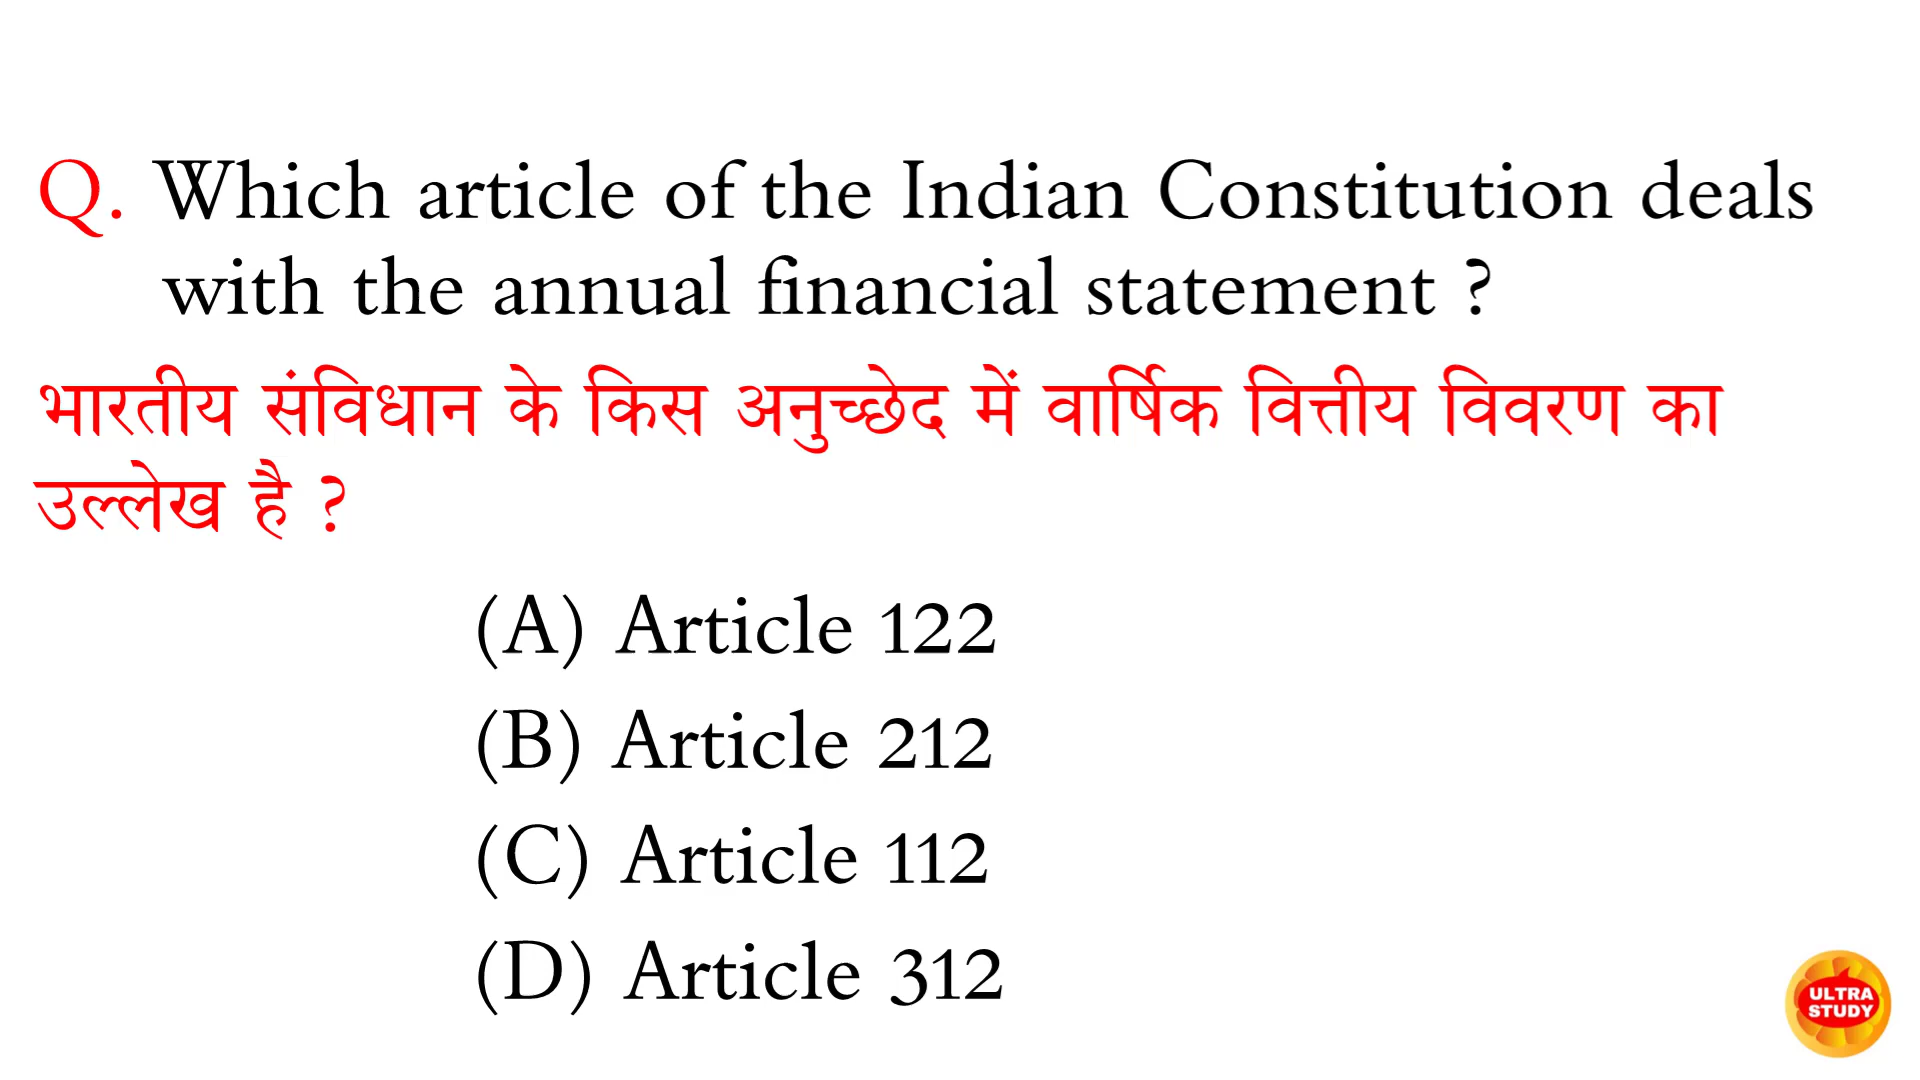 Q. Which article of the Indian Constitution deals
with the annual financial statement ?
भारतीय संविधान के किस अनुच्छेद में वार्षिक वित्तीय विवरण का
उल्लेख है ?
(A) Article 122
(B) Article 212
(C) Article 112
(D) Article 312
ULTRA
STUDY